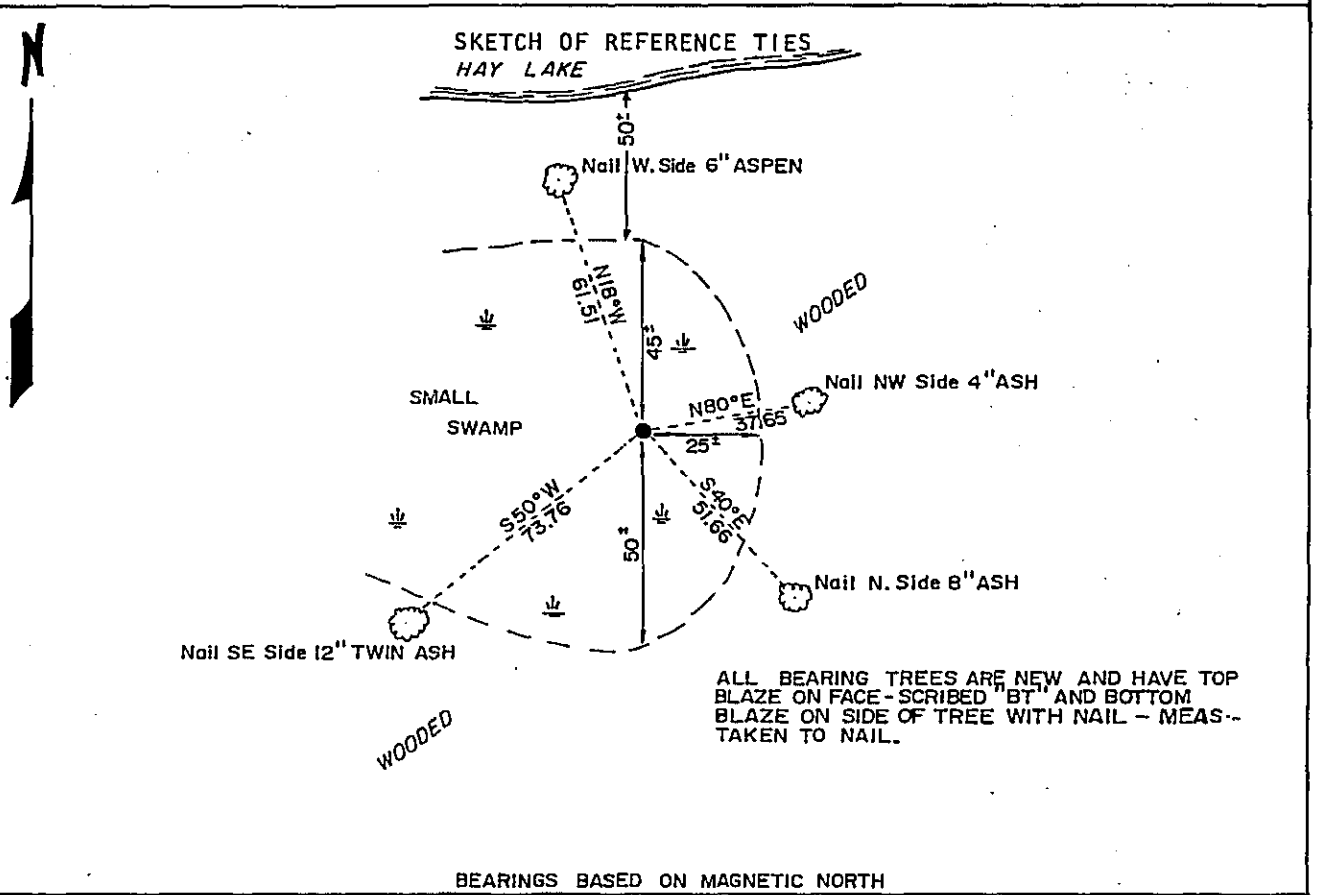 N
SKETCH OF REFERENCE TIES
HAY LAKE
50±
Nail W. Side 6" ASPEN
N18°W
61.51
45±
WOODED
Nail NW Side 4" ASH
N80°E
37.65
25±
SMALL
SWAMP
S50°W
73.76
S40°E
51.66
50±
Nail N. Side 8" ASH
Nail SE Side 12" TWIN ASH
ALL BEARING TREES ARE NEW AND HAVE TOP
BLAZE ON FACE - SCRIBED "BT" AND BOTTOM
BLAZE ON SIDE OF TREE WITH NAIL - MEAS--
TAKEN TO NAIL.
WOODED
BEARINGS BASED ON MAGNETIC NORTH